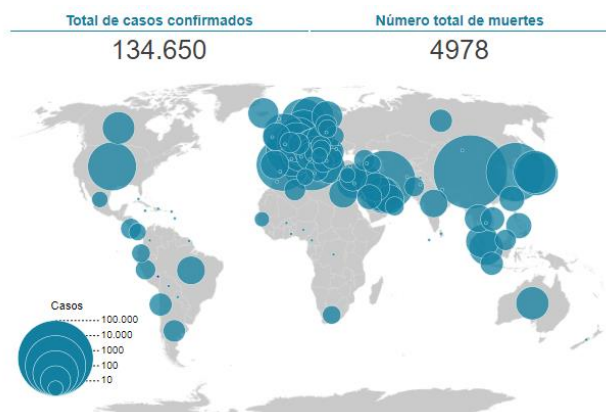 Total de casos confirmados
Número total de muertes
134.650
4978
Casos
100.000
10.000
1000
100
10